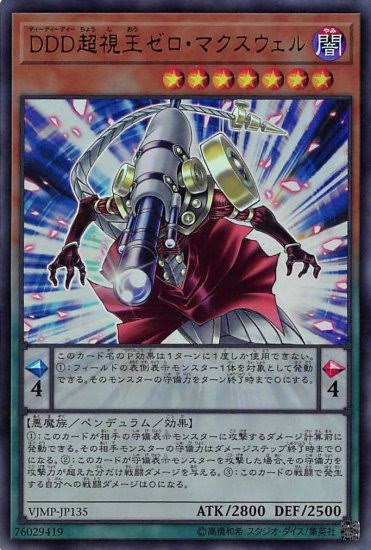 ディーディーディー ちょう し おう
DDD超視王ゼロ・マクスウェル
やみ
闇
このカード名のP効果は1ターンに1度しか使用できない。
①：フィールドの表側表示モンスター1体を対象として発動
できる。そのモンスターの守備力をターン終了時まで0にする。
4
4
【悪魔族／ペンデュラム／効果】
①：このカードが相手の守備表示モンスターに攻撃するダメージ計算前に
発動できる。そのモンスターの守備力はダメージステップ終了時まで0
になる。②：このカードが守備表示モンスターを攻撃した場合、その守備力
を攻撃力が超えた分だけ戦闘ダメージを与える。③：このカードの戦闘で
発生する自分への戦闘ダメージは0になる。
VJMP-JP135
ATK/2800 DEF/2500
76029419
©高橋和希 スタジオ・ダイス/集英社